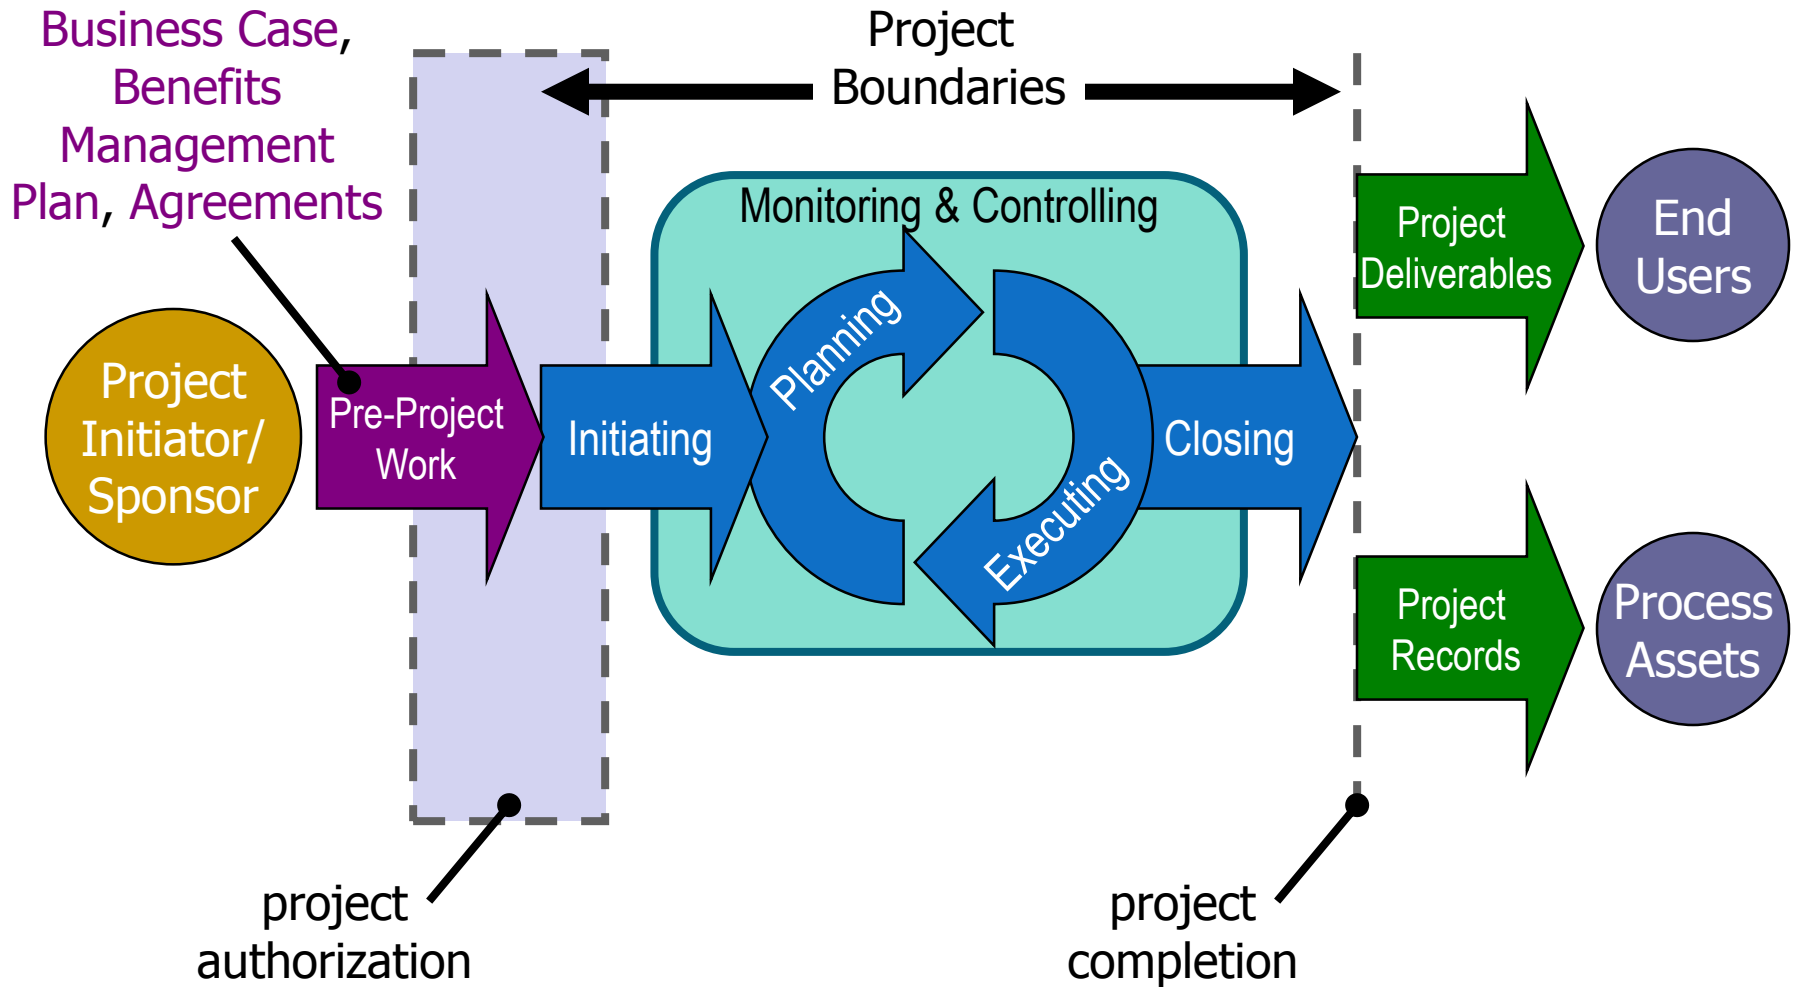 Business Case,
Benefits
Management
Plan, Agreements
Project
Boundaries
Monitoring & Controlling
Project
Initiator/
Sponsor
Pre-Project
Work
Initiating
Planning
Executing
Closing
Project
Deliverables
End
Users
Project
Records
Process
Assets
project
authorization
project
completion